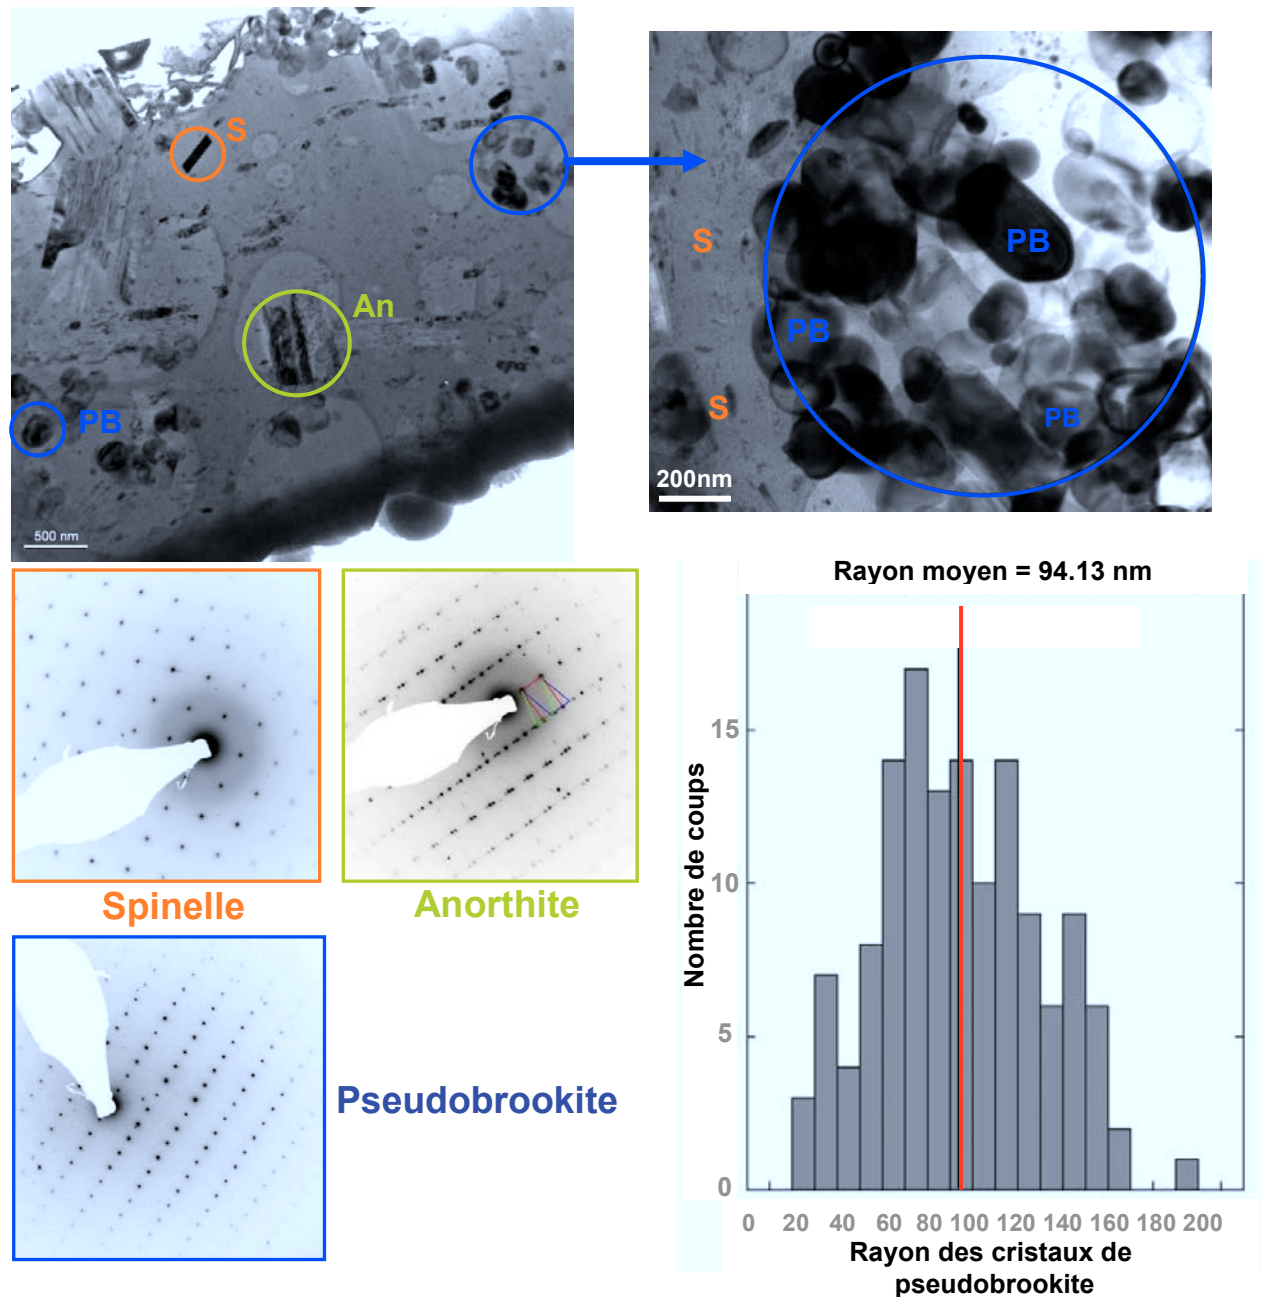 S
An
PB
500 nm
S
PB
PB
S
PB
200nm
Spinelle
Anorthite
Pseudobrookite
Rayon moyen = 94.13 nm
Nombre de coups
15
10
5
0
0 20 40 60 80 100 120 140 160 180 200
Rayon des cristaux de
pseudobrookite